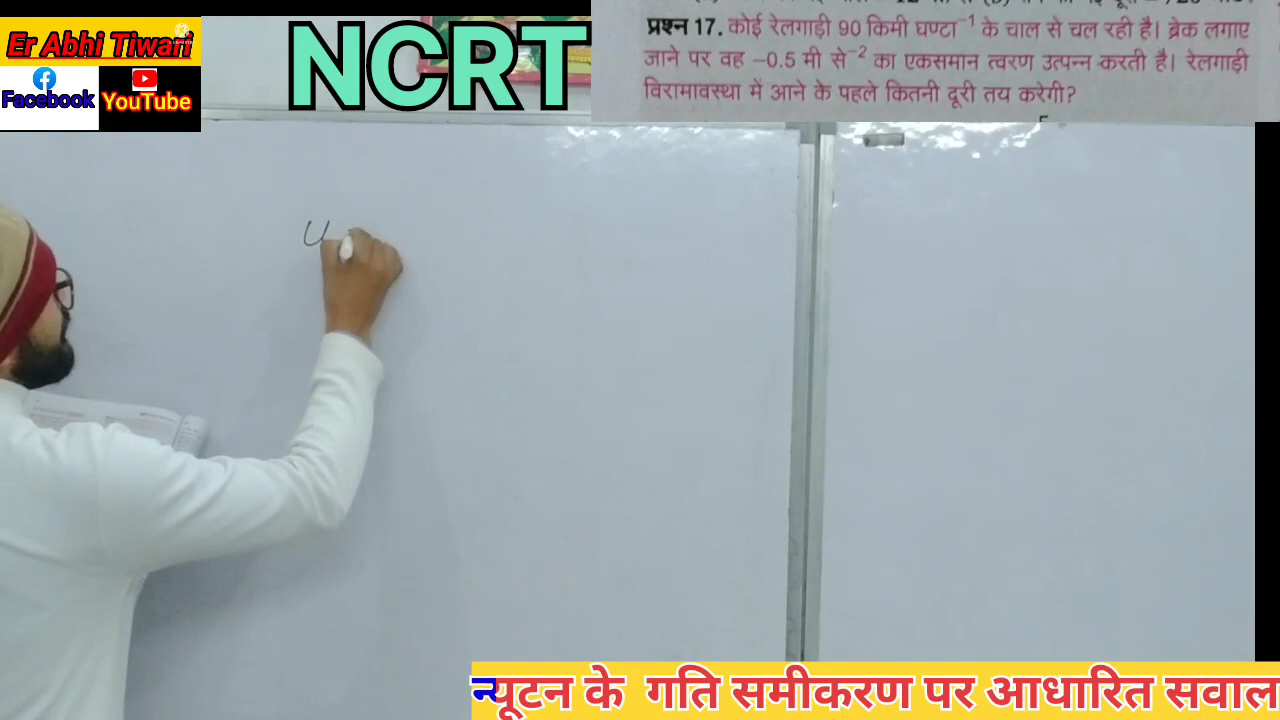 Er Abhi Tiwari
Facebook
YouTube
NCRT
प्रश्न 17. कोई रेलगाड़ी 90 किमी घण्टा⁻¹ के चाल से चल रही है। ब्रेक लगाए
जाने पर वह –0.5 मी से⁻² का एकसमान त्वरण उत्पन्न करती है। रेलगाड़ी
विरामावस्था में आने के पहले कितनी दूरी तय करेगी?
u
न्यूटन के गति समीकरण पर आधारित सवाल